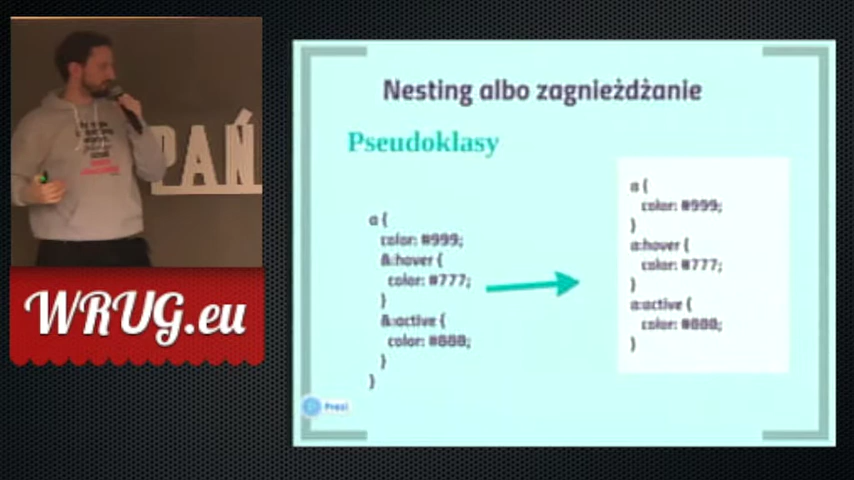 PAŃ
WRUG.eu
Nesting albo zagnieżdżanie
Pseudoklasy
a {
color: #999;
&:hover {
color: #777;
}
&:active {
color: #888;
}
}
a {
color: #999;
}
a:hover {
color: #777;
}
a:active {
color: #888;
}
Prezi